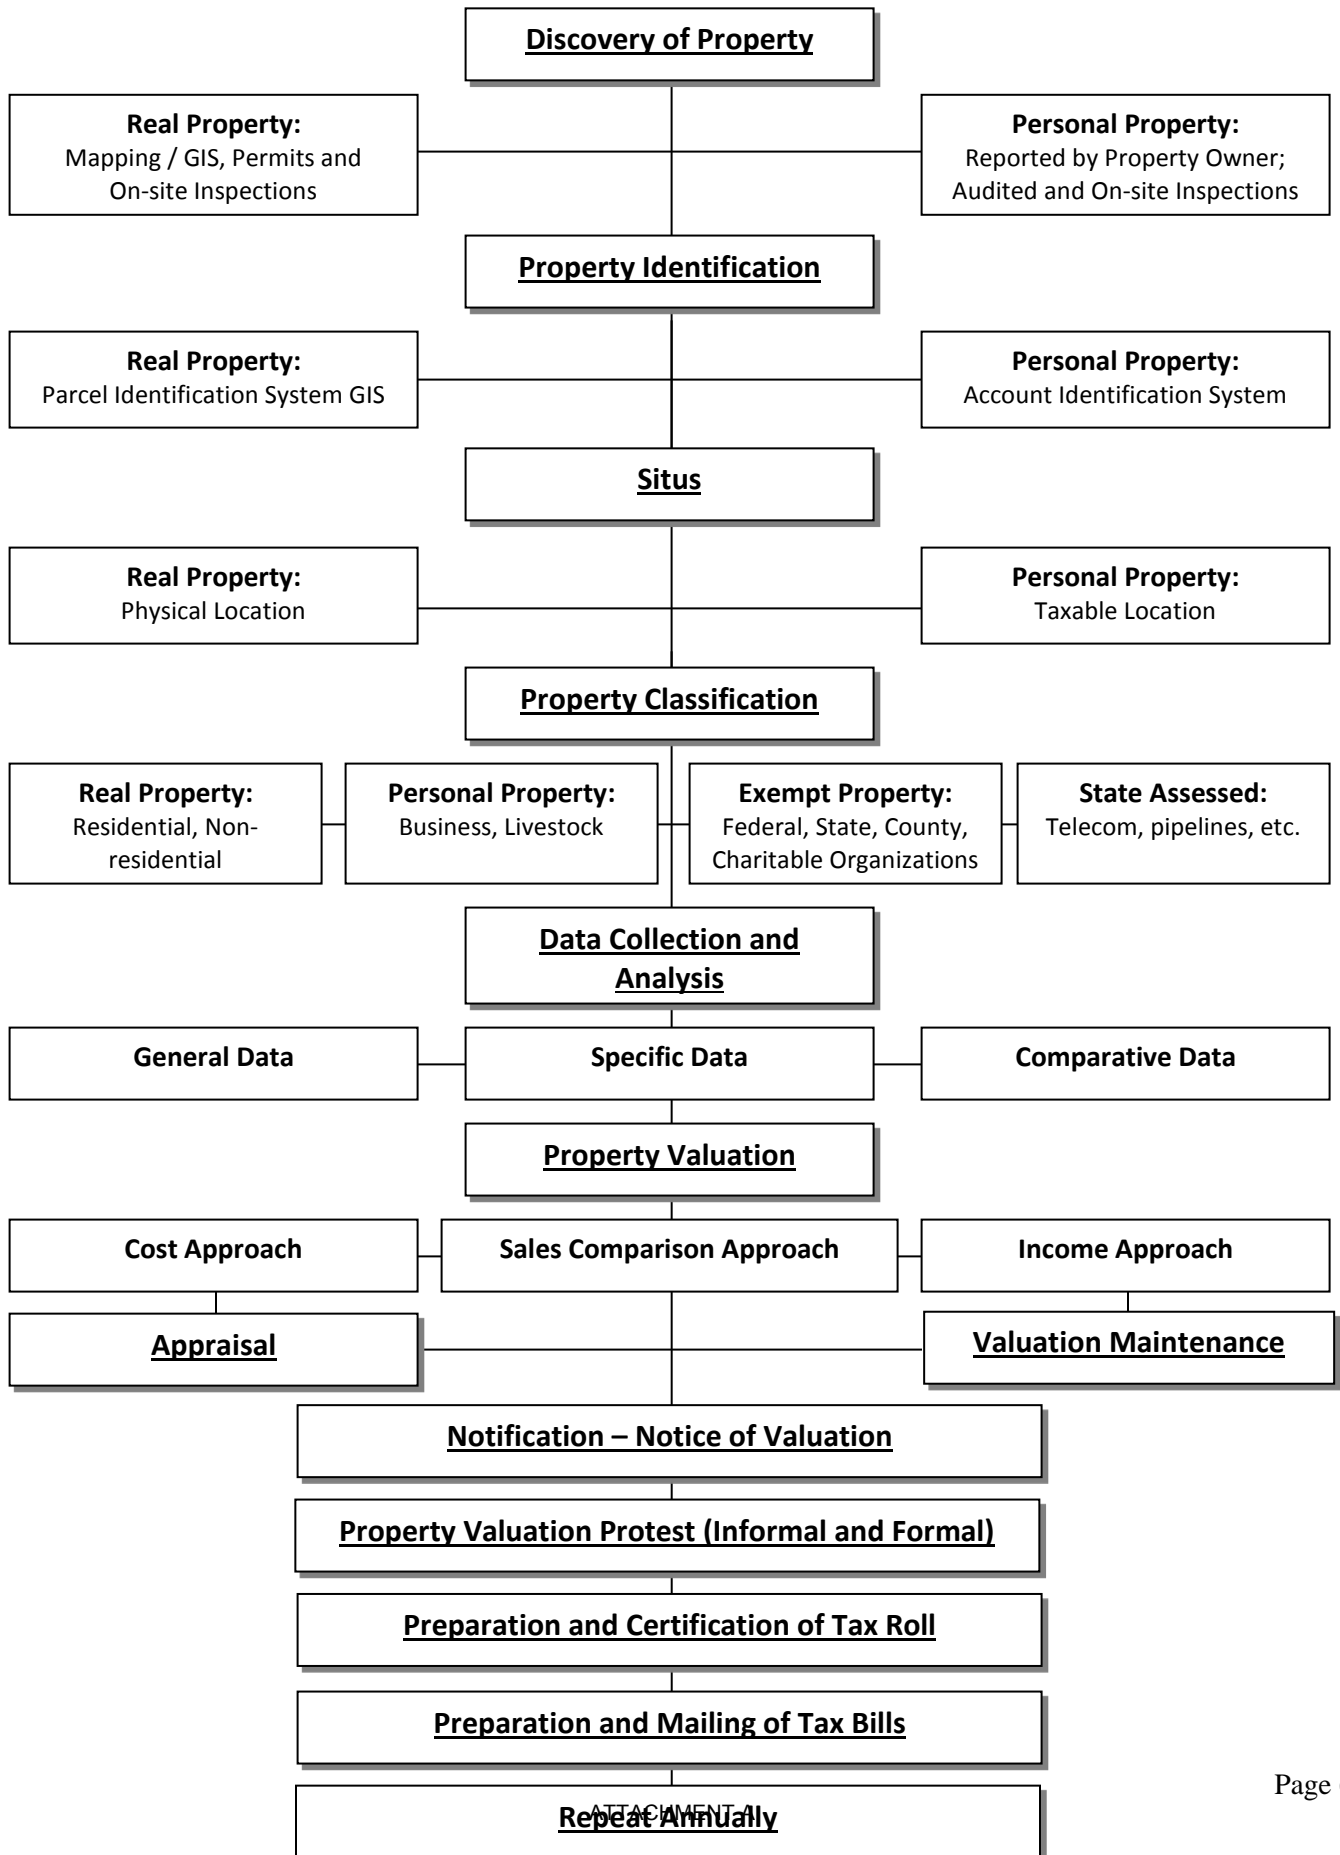 Discovery of Property
Real Property:
Mapping / GIS, Permits and
On-site Inspections
Personal Property:
Reported by Property Owner;
Audited and On-site Inspections
Property Identification
Real Property:
Parcel Identification System GIS
Personal Property:
Account Identification System
Situs
Real Property:
Physical Location
Personal Property:
Taxable Location
Property Classification
Real Property:
Residential, Non-
residential
Personal Property:
Business, Livestock
Exempt Property:
Federal, State, County,
Charitable Organizations
State Assessed:
Telecom, pipelines, etc.
Data Collection and
Analysis
General Data
Specific Data
Comparative Data
Property Valuation
Cost Approach
Sales Comparison Approach
Income Approach
Appraisal
Valuation Maintenance
Notification – Notice of Valuation
Property Valuation Protest (Informal and Formal)
Preparation and Certification of Tax Roll
Preparation and Mailing of Tax Bills
Page
Repeat Annually
ATTACHMENT A